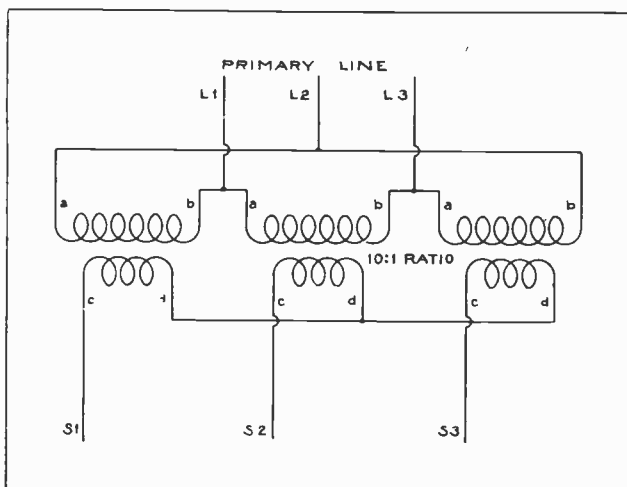 PRIMARY LINE
L1 L2 L3
a b a b a b
10:1 RATIO
c d c d c d
S1 S2 S3